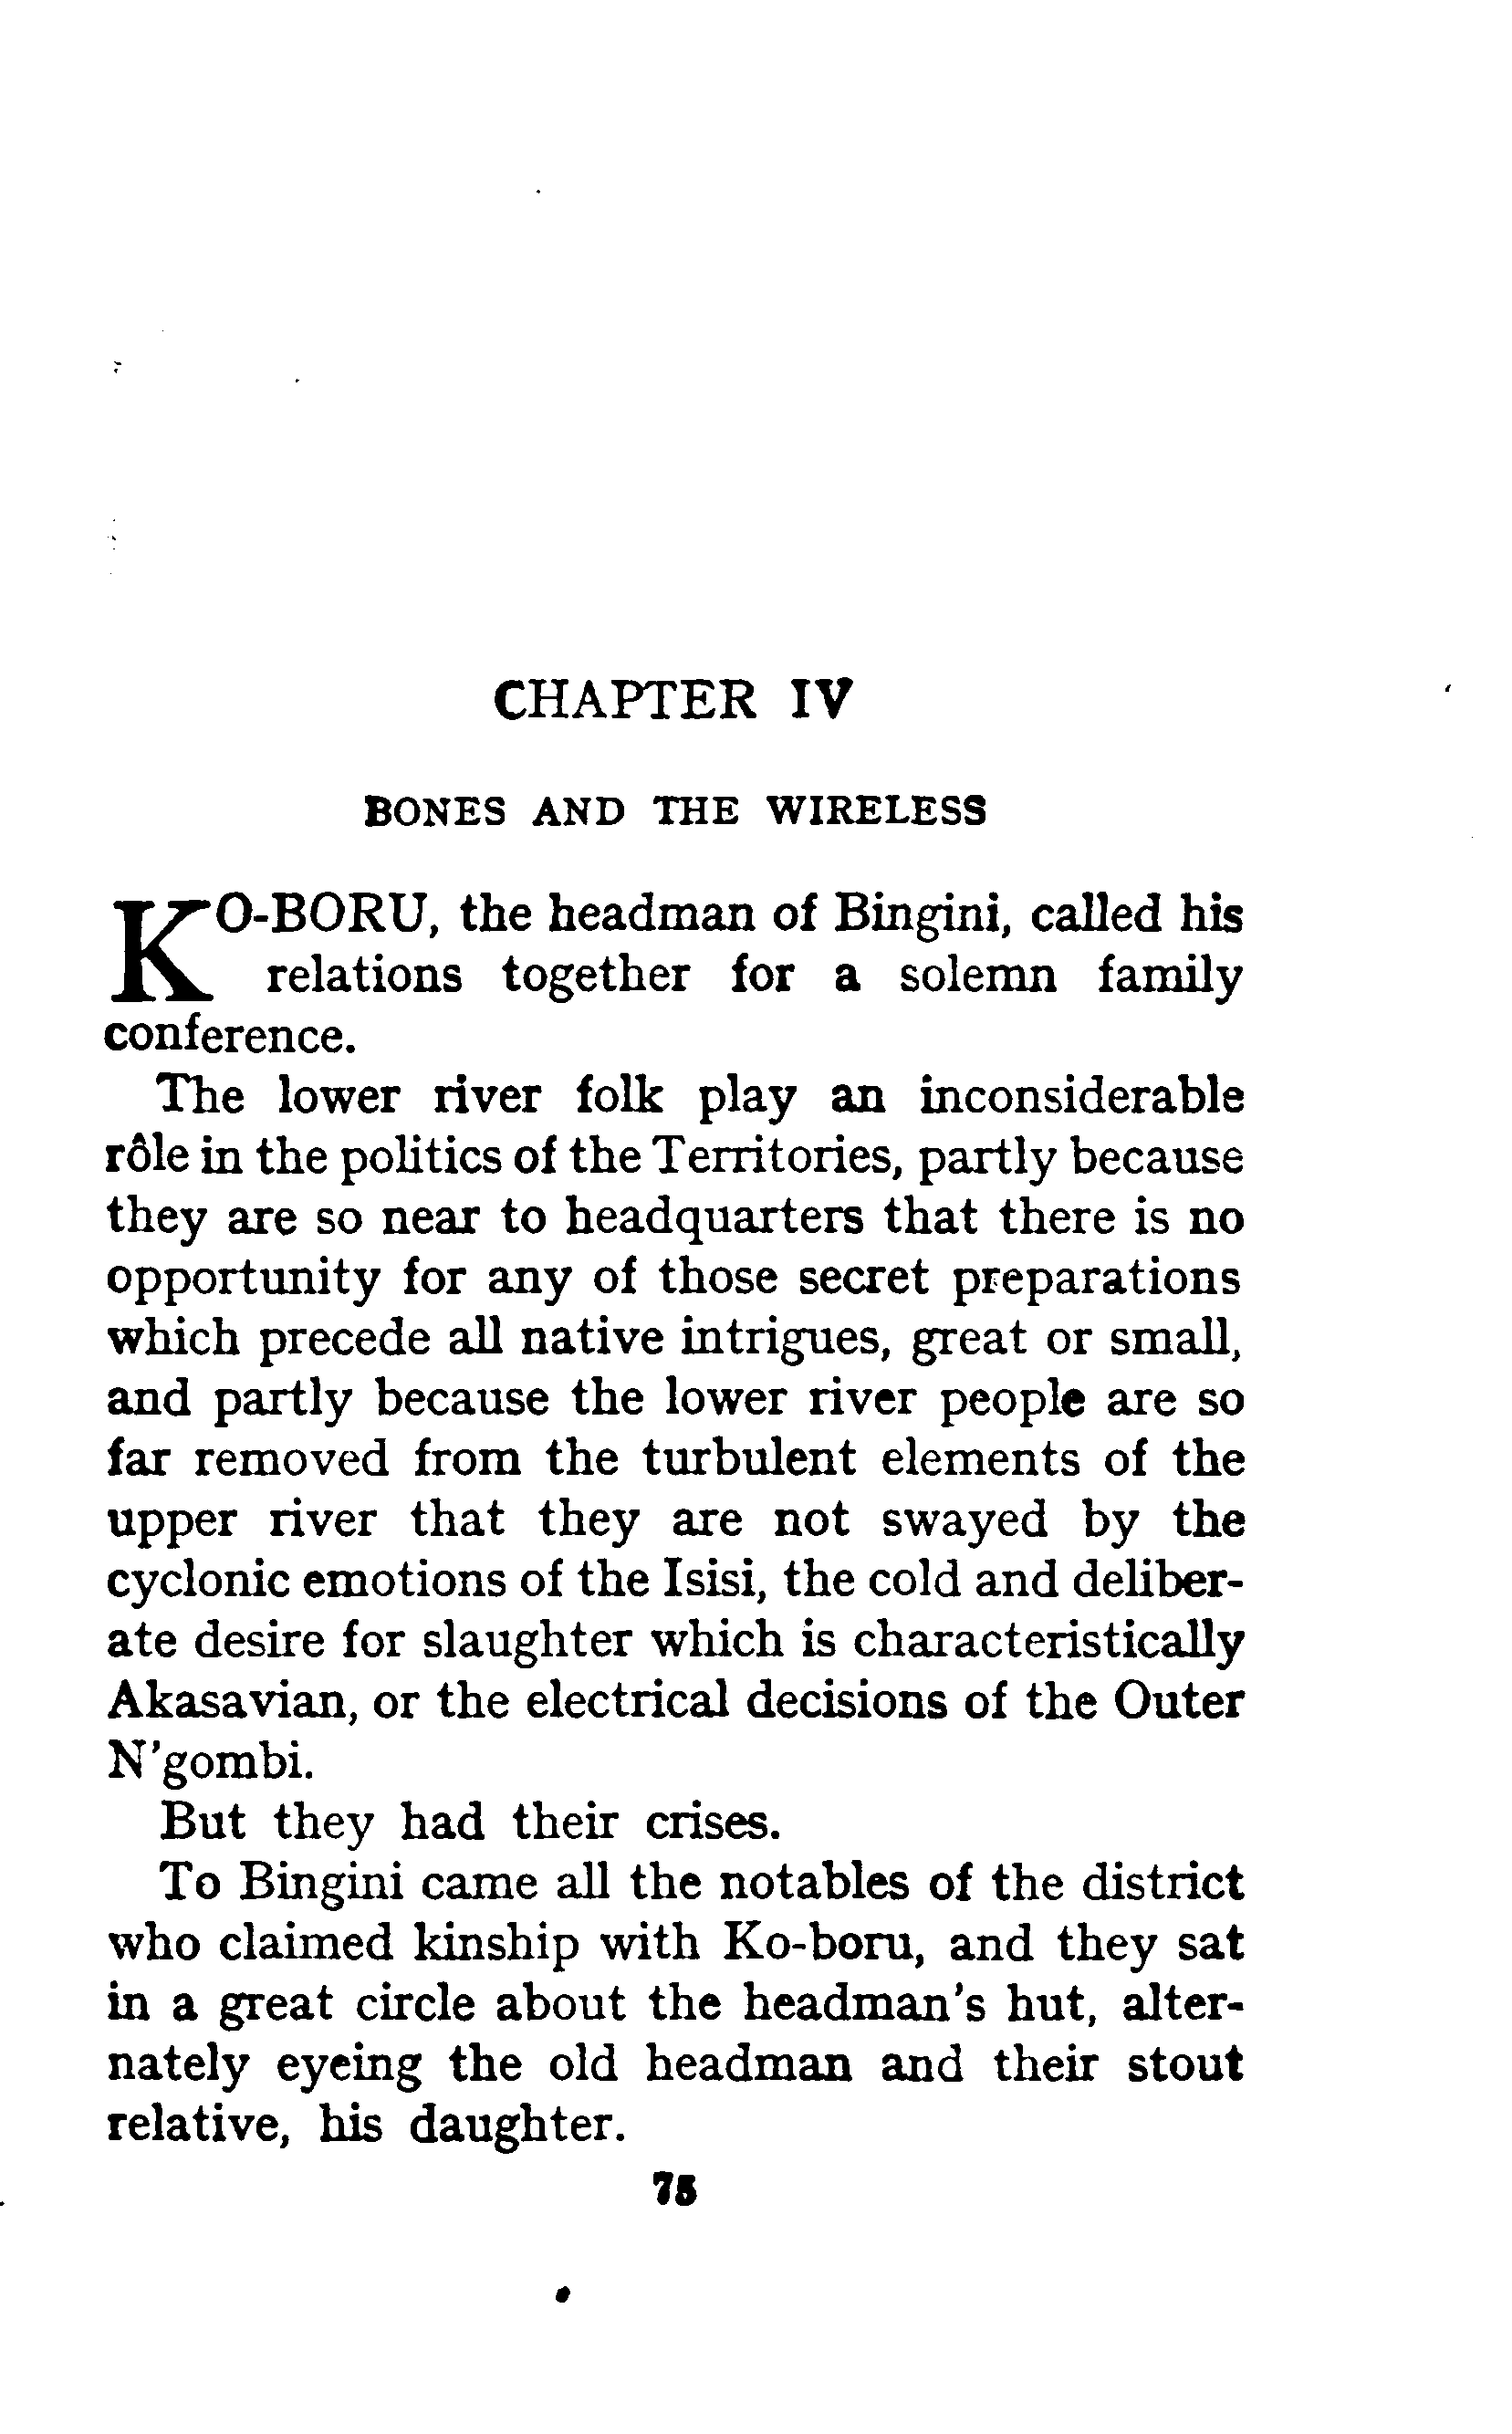 CHAPTER IV
BONES AND THE WIRELESS
KO-BORU, the headman of Bingini, called his
relations together for a solemn family
conference.
The lower river folk play an inconsiderable
rôle in the politics of the Territories, partly because
they are so near to headquarters that there is no
opportunity for any of those secret preparations
which precede all native intrigues, great or small,
and partly because the lower river people are so
far removed from the turbulent elements of the
upper river that they are not swayed by the
cyclonic emotions of the Isisi, the cold and deliber-
ate desire for slaughter which is characteristically
Akasavian, or the electrical decisions of the Outer
N'gombi.
But they had their crises.
To Bingini came all the notables of the district
who claimed kinship with Ko-boru, and they sat
in a great circle about the headman's hut, alter-
nately eyeing the old headman and their stout
relative, his daughter.
75